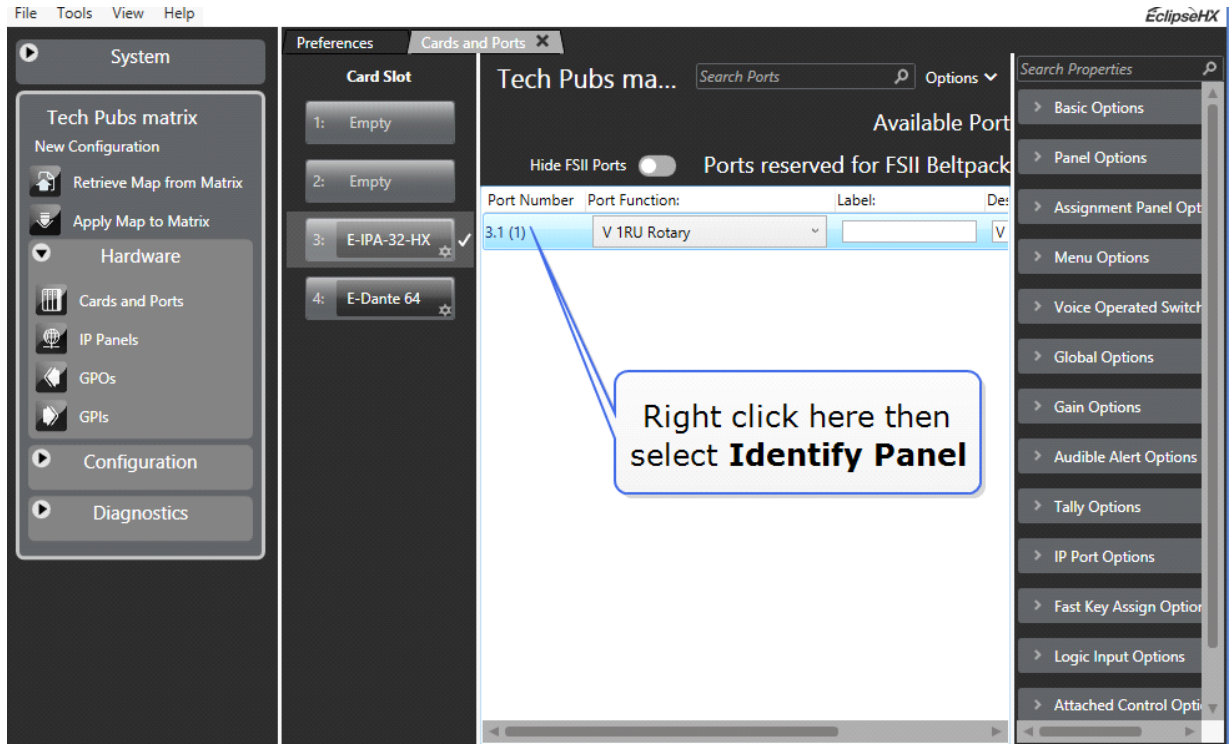 File Tools View Help
EclipseHX
System
Tech Pubs matrix
New Configuration
Retrieve Map from Matrix
Apply Map to Matrix
Hardware
Cards and Ports
IP Panels
GPOs
GPIs
Configuration
Diagnostics
Preferences
Cards and Ports
Card Slot
1: Empty
2: Empty
3: E-IPA-32-HX
4: E-Dante 64
Tech Pubs ma... Search Ports Options
Available Port
Hide FSII Ports Ports reserved for FSII Beltpack
Port Number Port Function: Label: Des
3.1 (1) V 1RU Rotary V
Right click here then
select Identify Panel
Search Properties
Basic Options
Panel Options
Assignment Panel Opt
Menu Options
Voice Operated Switch
Global Options
Gain Options
Audible Alert Options
Tally Options
IP Port Options
Fast Key Assign Option
Logic Input Options
Attached Control Opti